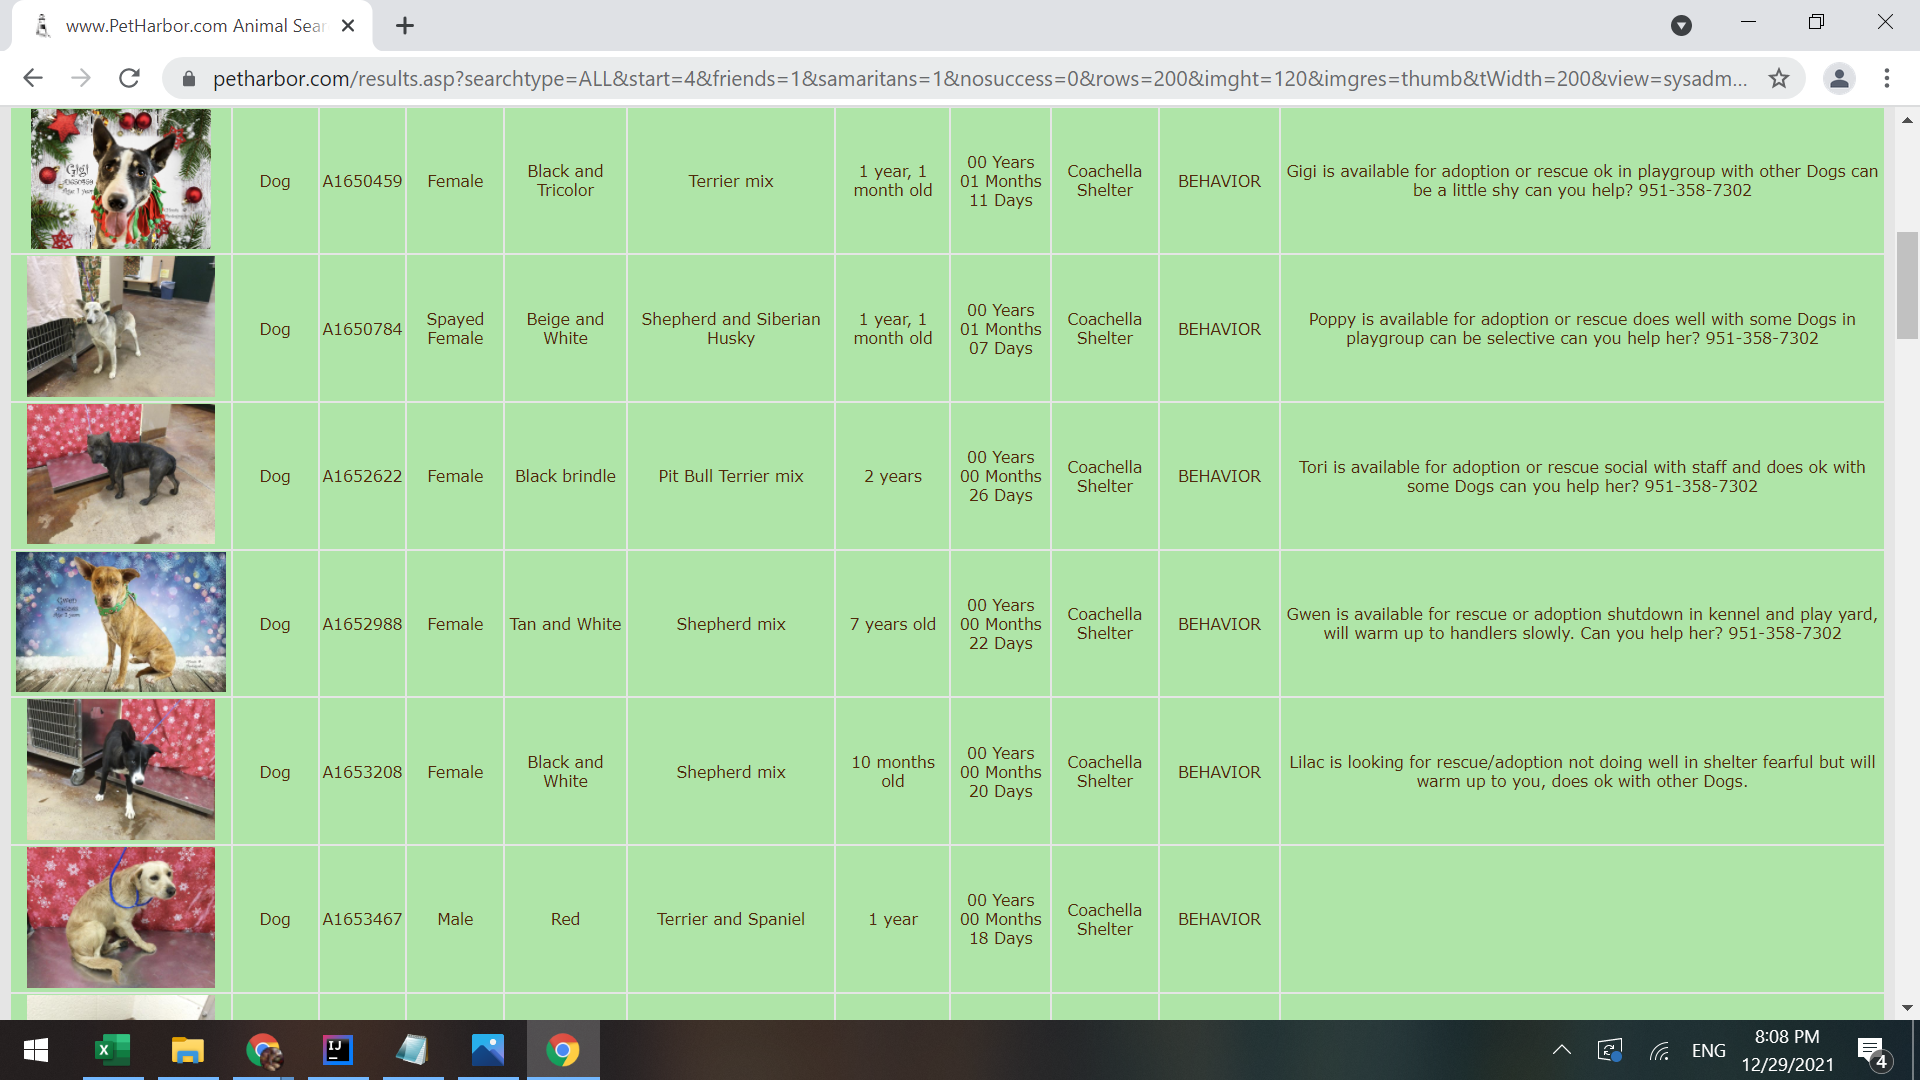 www.PetHarbor.com Animal Sear
petharbor.com/results.asp?searchtype=ALL&start=4&friends=1&samaritans=1&nosuccess=0&rows=200&imght=120&imgres=thumb&tWidth=200&view=sysadm...
Gigi
Dog
A1650459
Female
Black and
Tricolor
Terrier mix
1 year, 1
month old
00 Years
01 Months
11 Days
Coachella
Shelter
BEHAVIOR
Gigi is available for adoption or rescue ok in playgroup with other Dogs can
be a little shy can you help? 951-358-7302
Dog
A1650784
Spayed
Female
Beige and
White
Shepherd and Siberian
Husky
1 year, 1
month old
00 Years
01 Months
07 Days
Coachella
Shelter
BEHAVIOR
Poppy is available for adoption or rescue does well with some Dogs in
playgroup can be selective can you help her? 951-358-7302
Dog
A1652622
Female
Black brindle
Pit Bull Terrier mix
2 years
00 Years
00 Months
26 Days
Coachella
Shelter
BEHAVIOR
Tori is available for adoption or rescue social with staff and does ok with
some Dogs can you help her? 951-358-7302
Gwen
Dog
A1652988
Female
Tan and White
Shepherd mix
7 years old
00 Years
00 Months
22 Days
Coachella
Shelter
BEHAVIOR
Gwen is available for rescue or adoption shutdown in kennel and play yard,
will warm up to handlers slowly. Can you help her? 951-358-7302
Dog
A1653208
Female
Black and
White
Shepherd mix
10 months
old
00 Years
00 Months
20 Days
Coachella
Shelter
BEHAVIOR
Lilac is looking for rescue/adoption not doing well in shelter fearful but will
warm up to you, does ok with other Dogs.
Dog
A1653467
Male
Red
Terrier and Spaniel
1 year
00 Years
00 Months
18 Days
Coachella
Shelter
BEHAVIOR
IJ
ENG
8:08 PM
12/29/2021
4